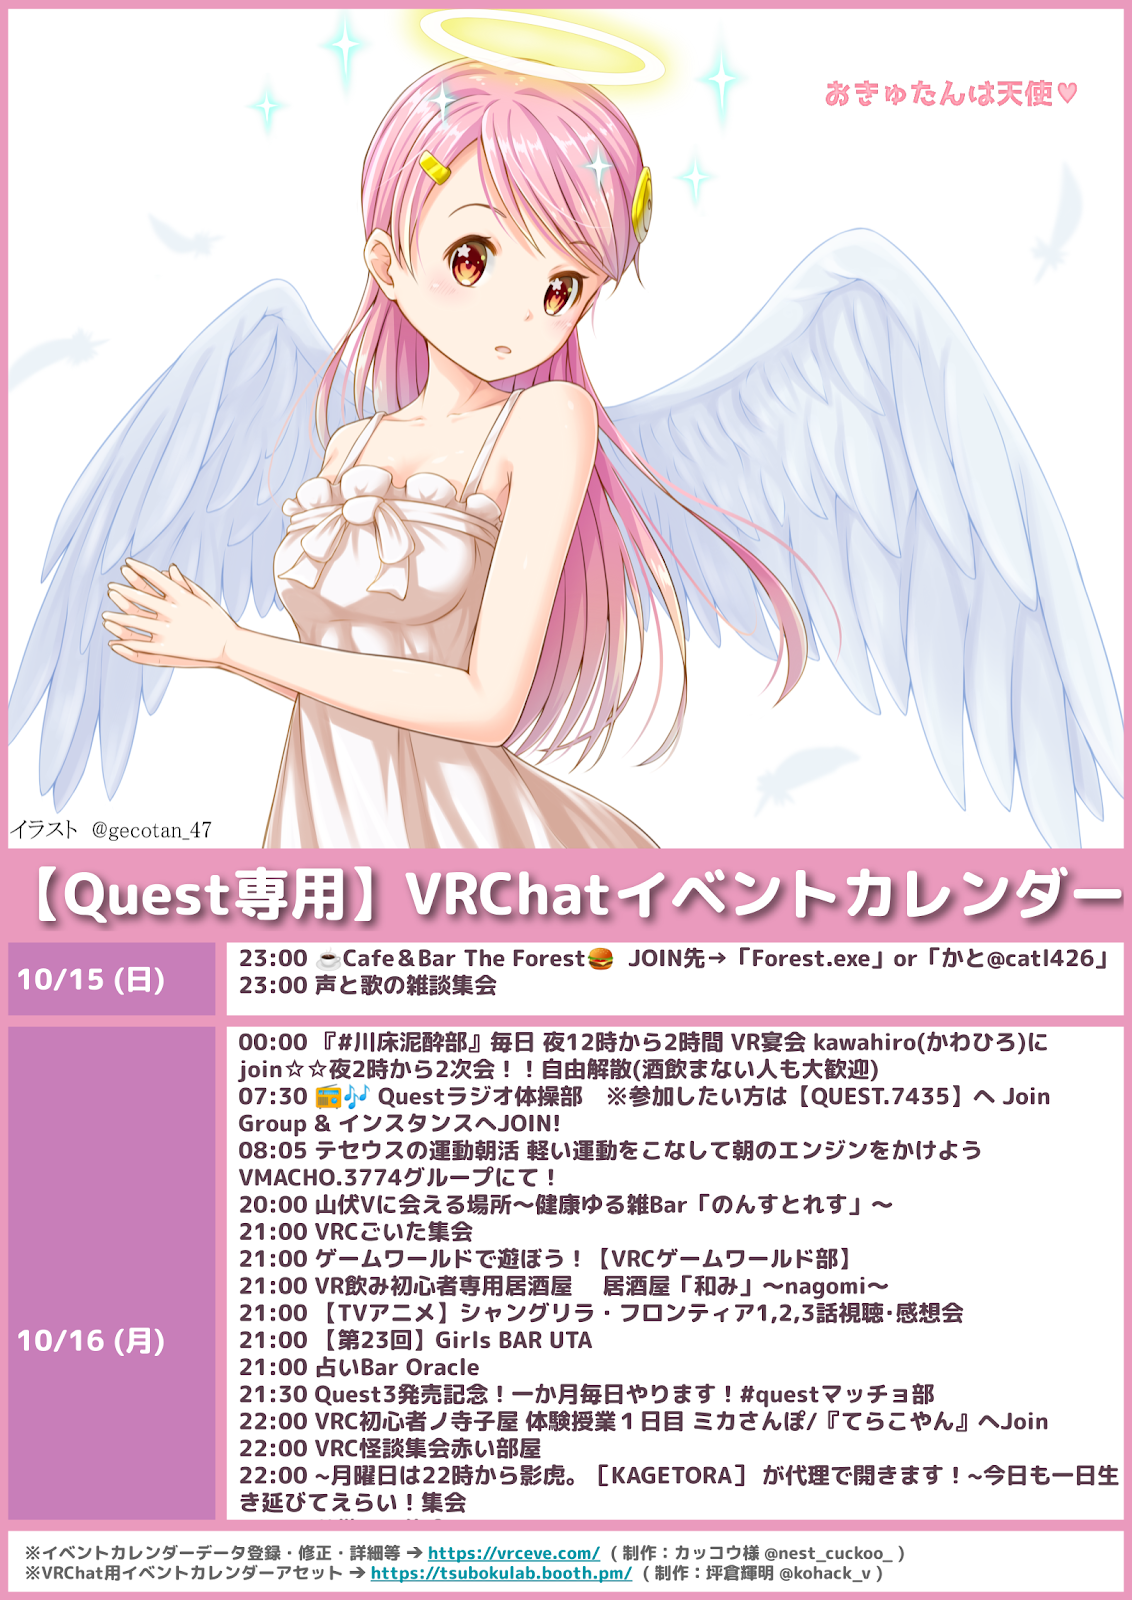 おきゅたんは天使♥
イラスト @gecotan_47
【Quest専用】VRChatイベントカレンダー
10/15 (日)
23:00 ☕Cafe＆Bar The Forest🍔 JOIN先→「Forest.exe」or「かと@catl426」
23:00 声と歌の雑談集会
10/16 (月)
00:00 『#川床泥酔部』毎日 夜12時から2時間 VR宴会 kawahiro(かわひろ)に
join☆☆夜2時から2次会！！自由解散(酒飲まない人も大歓迎)
07:30 📻🎶 Questラジオ体操部　※参加したい方は【QUEST.7435】へ Join
Group & インスタンスへJOIN!
08:05 テセウスの運動朝活 軽い運動をこなして朝のエンジンをかけよう
VMACHO.3774グループにて！
20:00 山伏Vに会える場所～健康ゆる雑Bar「のんすとれす」～
21:00 VRCごいた集会
21:00 ゲームワールドで遊ぼう！【VRCゲームワールド部】
21:00 VR飲み初心者専用居酒屋　居酒屋「和み」～nagomi～
21:00 【TVアニメ】シャングリラ・フロンティア1,2,3話視聴･感想会
21:00 【第23回】Girls BAR UTA
21:00 占いBar Oracle
21:30 Quest3発売記念！一か月毎日やります！#questマッチョ部
22:00 VRC初心者ノ寺子屋 体験授業１日目 ミカさんぽ/『てらこやん』へJoin
22:00 VRC怪談集会赤い部屋
22:00 ~月曜日は22時から影虎。［KAGETORA］ が代理で開きます！~今日も一日生
き延びてえらい！集会
※イベントカレンダーデータ登録・修正・詳細等 ➔ https://vrceve.com/ ( 制作：カッコウ様 @nest_cuckoo_ )
※VRChat用イベントカレンダーアセット ➔ https://tsubokulab.booth.pm/ ( 制作：坪倉輝明 @kohack_v )